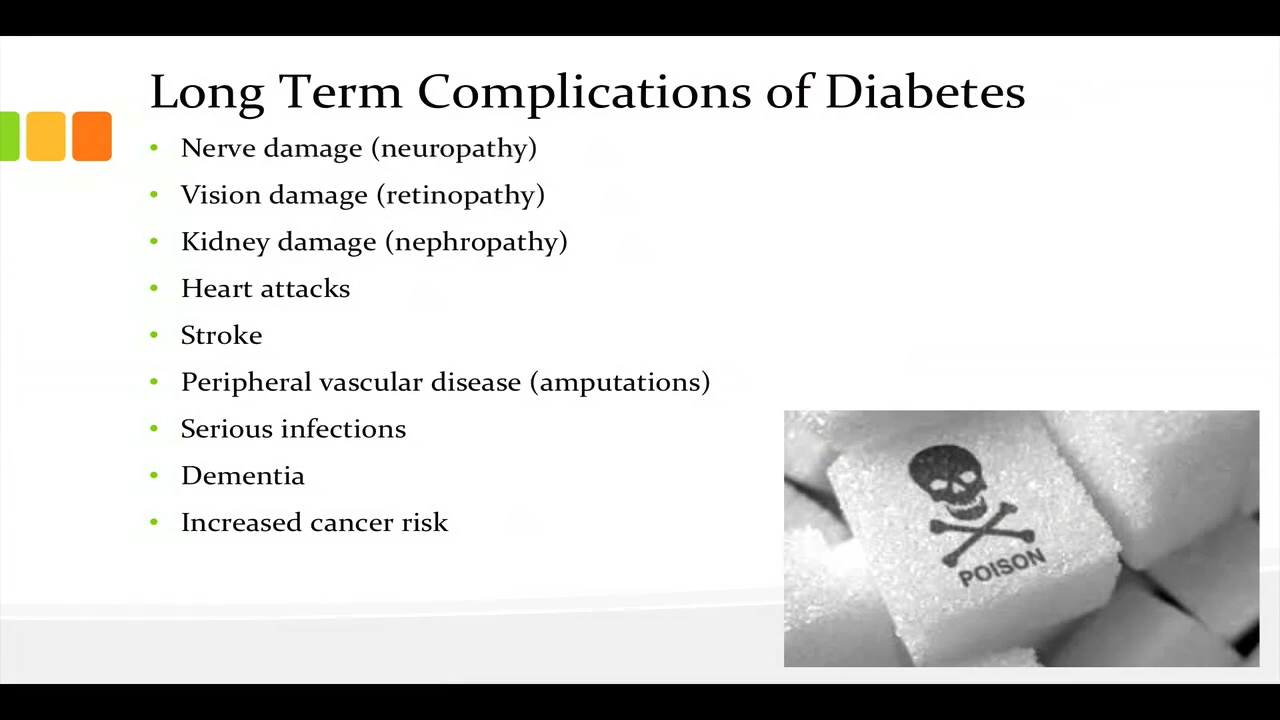 Long Term Complications of Diabetes
• Nerve damage (neuropathy)
• Vision damage (retinopathy)
• Kidney damage (nephropathy)
• Heart attacks
• Stroke
• Peripheral vascular disease (amputations)
• Serious infections
• Dementia
• Increased cancer risk
POISON